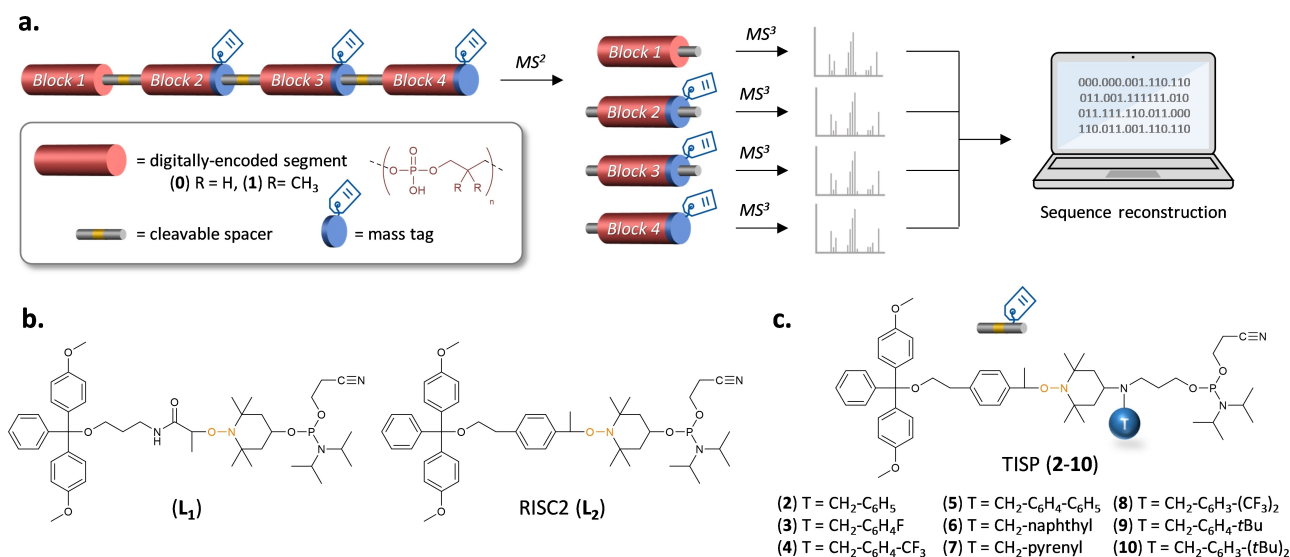 a.
Block 1
Block 2
Block 3
Block 4
MS²
Block 1
MS³
Block 2
MS³
Block 3
MS³
Block 4
MS³
000.000.001.110.110
011.001.111111.010
011.111.110.011.000
110.011.001.110.110
Sequence reconstruction
= digitally-encoded segment
(0) R = H, (1) R= CH₃
O
O
P
O
OH
R R
n
= cleavable spacer
= mass tag
b.
O
O
O
N
H
O
O
N
O
P
O
N
C≡N
O
(L₁)
O
O
O
N
O
P
O
N
C≡N
O
RISC2 (L₂)
c.
O
O
O
N
N
T
O
P
O
N
C≡N
O
TISP (2-10)
(2) T = CH₂-C₆H₅
(3) T = CH₂-C₆H₄F
(4) T = CH₂-C₆H₄-CF₃
(5) T = CH₂-C₆H₄-C₆H₅
(6) T = CH₂-naphthyl
(7) T = CH₂-pyrenyl
(8) T = CH₂-C₆H₃-(CF₃)₂
(9) T = CH₂-C₆H₄-tBu
(10) T = CH₂-C₆H₃-(tBu)₂